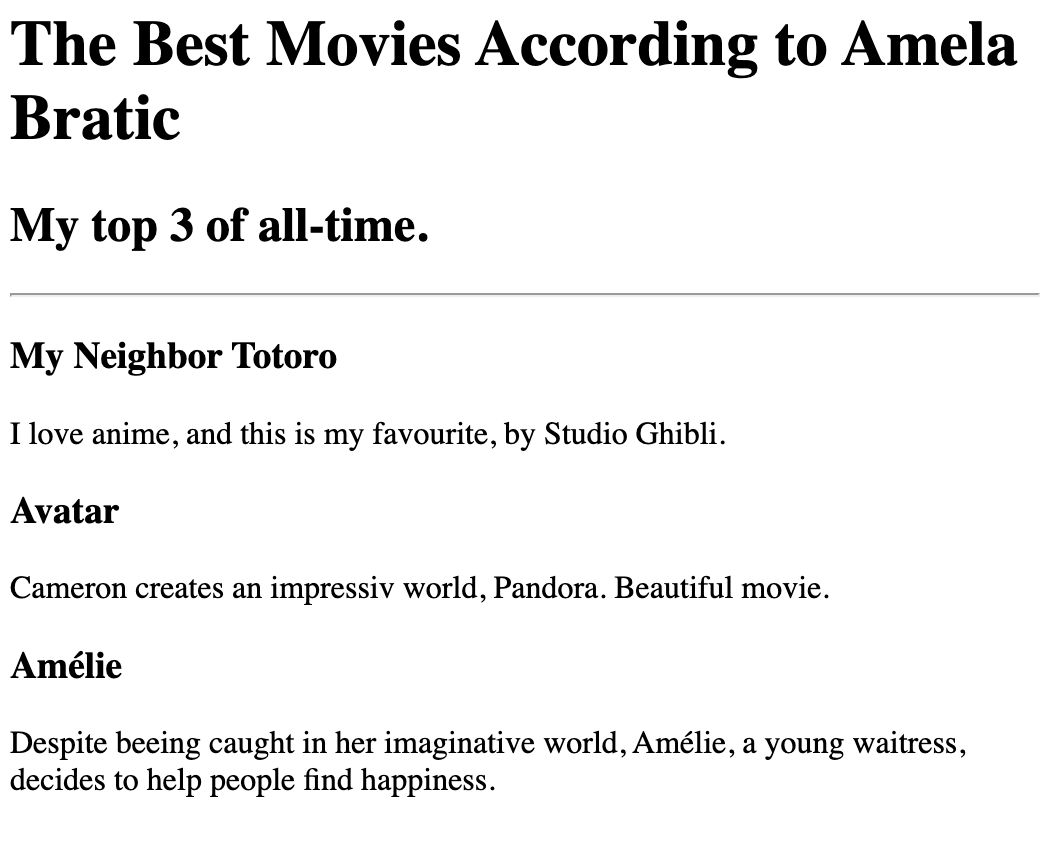 The Best Movies According to Amela
Bratic
My top 3 of all-time.
My Neighbor Totoro
I love anime, and this is my favourite, by Studio Ghibli.
Avatar
Cameron creates an impressiv world, Pandora. Beautiful movie.
Amélie
Despite beeing caught in her imaginative world, Amélie, a young waitress,
decides to help people find happiness.